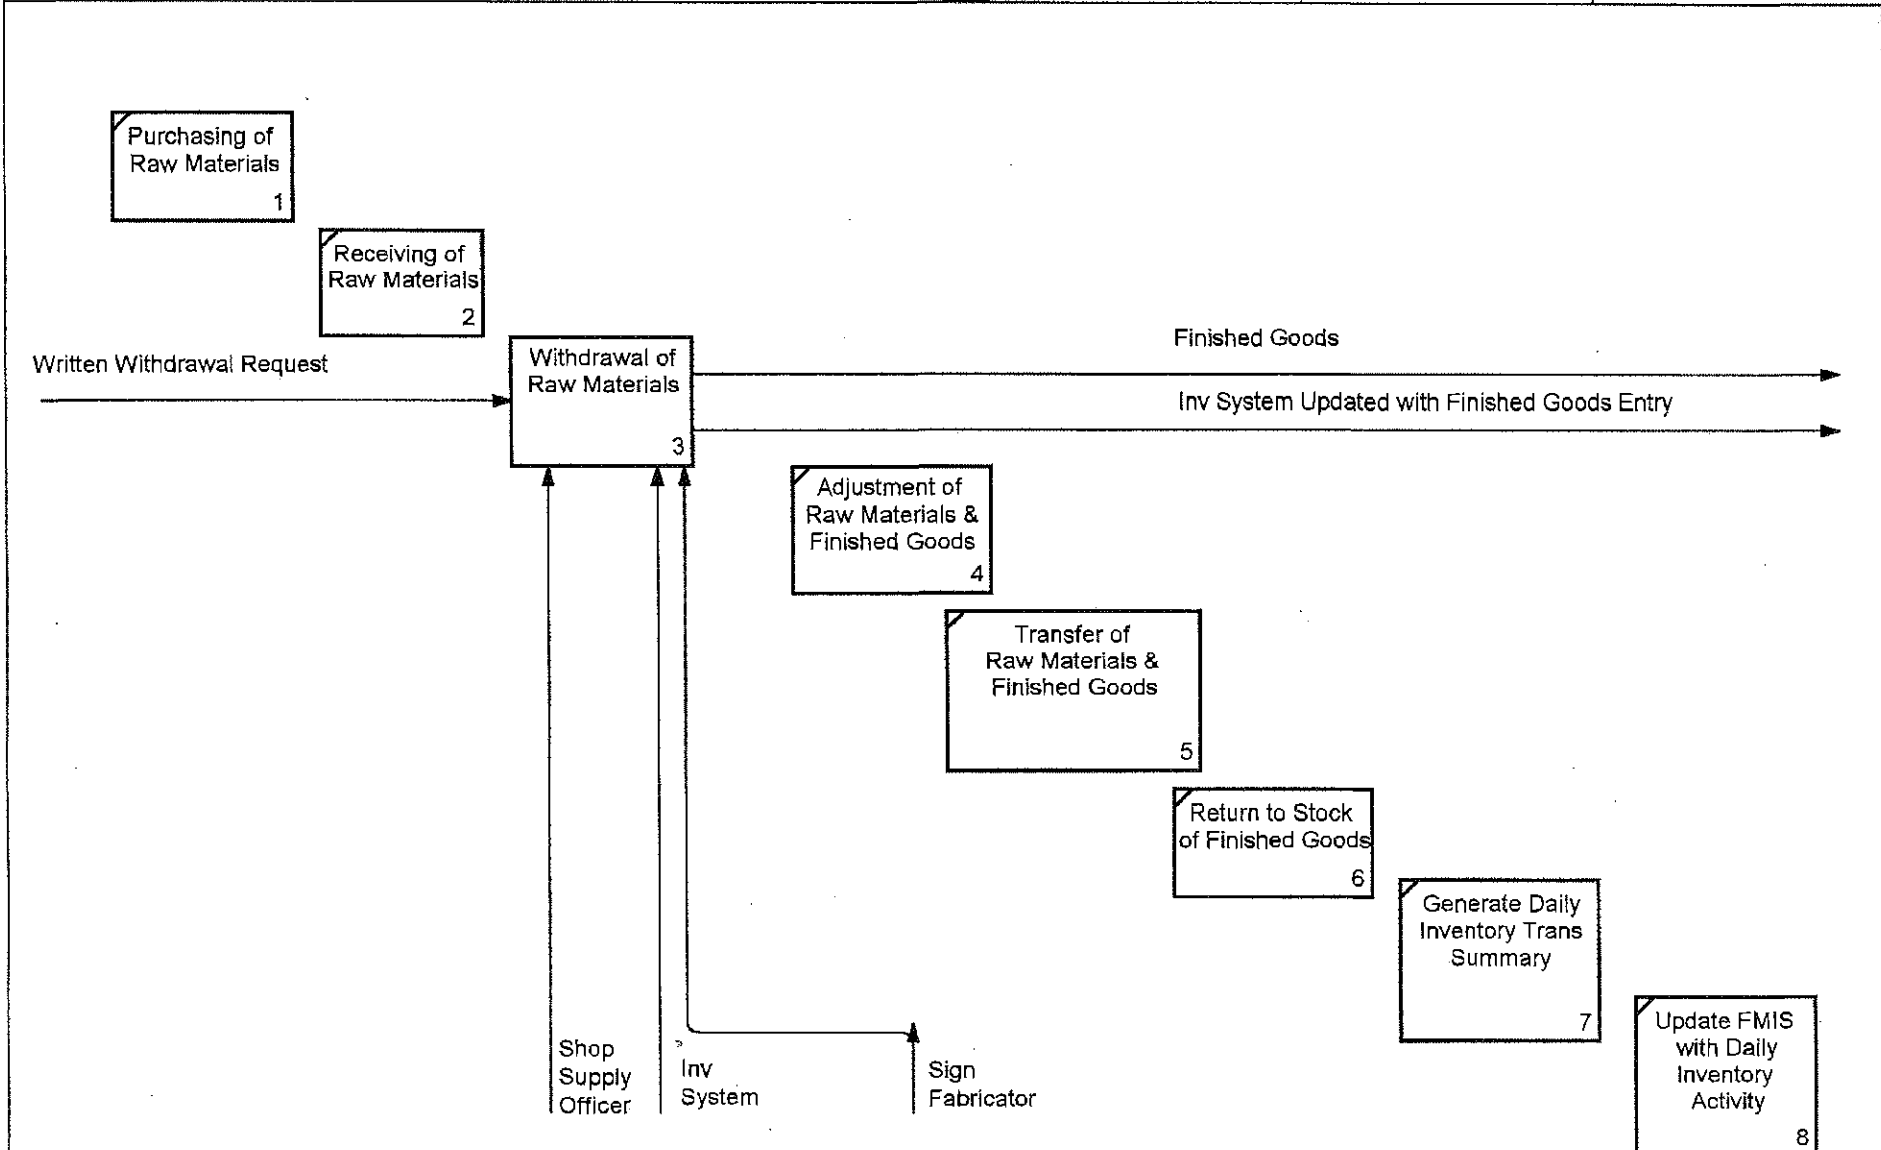 Purchasing of
Raw Materials
1
Receiving of
Raw Materials
2
Written Withdrawal Request
Withdrawal of
Raw Materials
3
Finished Goods
Inv System Updated with Finished Goods Entry
Adjustment of
Raw Materials &
Finished Goods
4
Transfer of
Raw Materials &
Finished Goods
5
Return to Stock
of Finished Goods
6
Generate Daily
Inventory Trans
Summary
7
Update FMIS
with Daily
Inventory
Activity
8
Shop
Supply
Officer
Inv
System
Sign
Fabricator